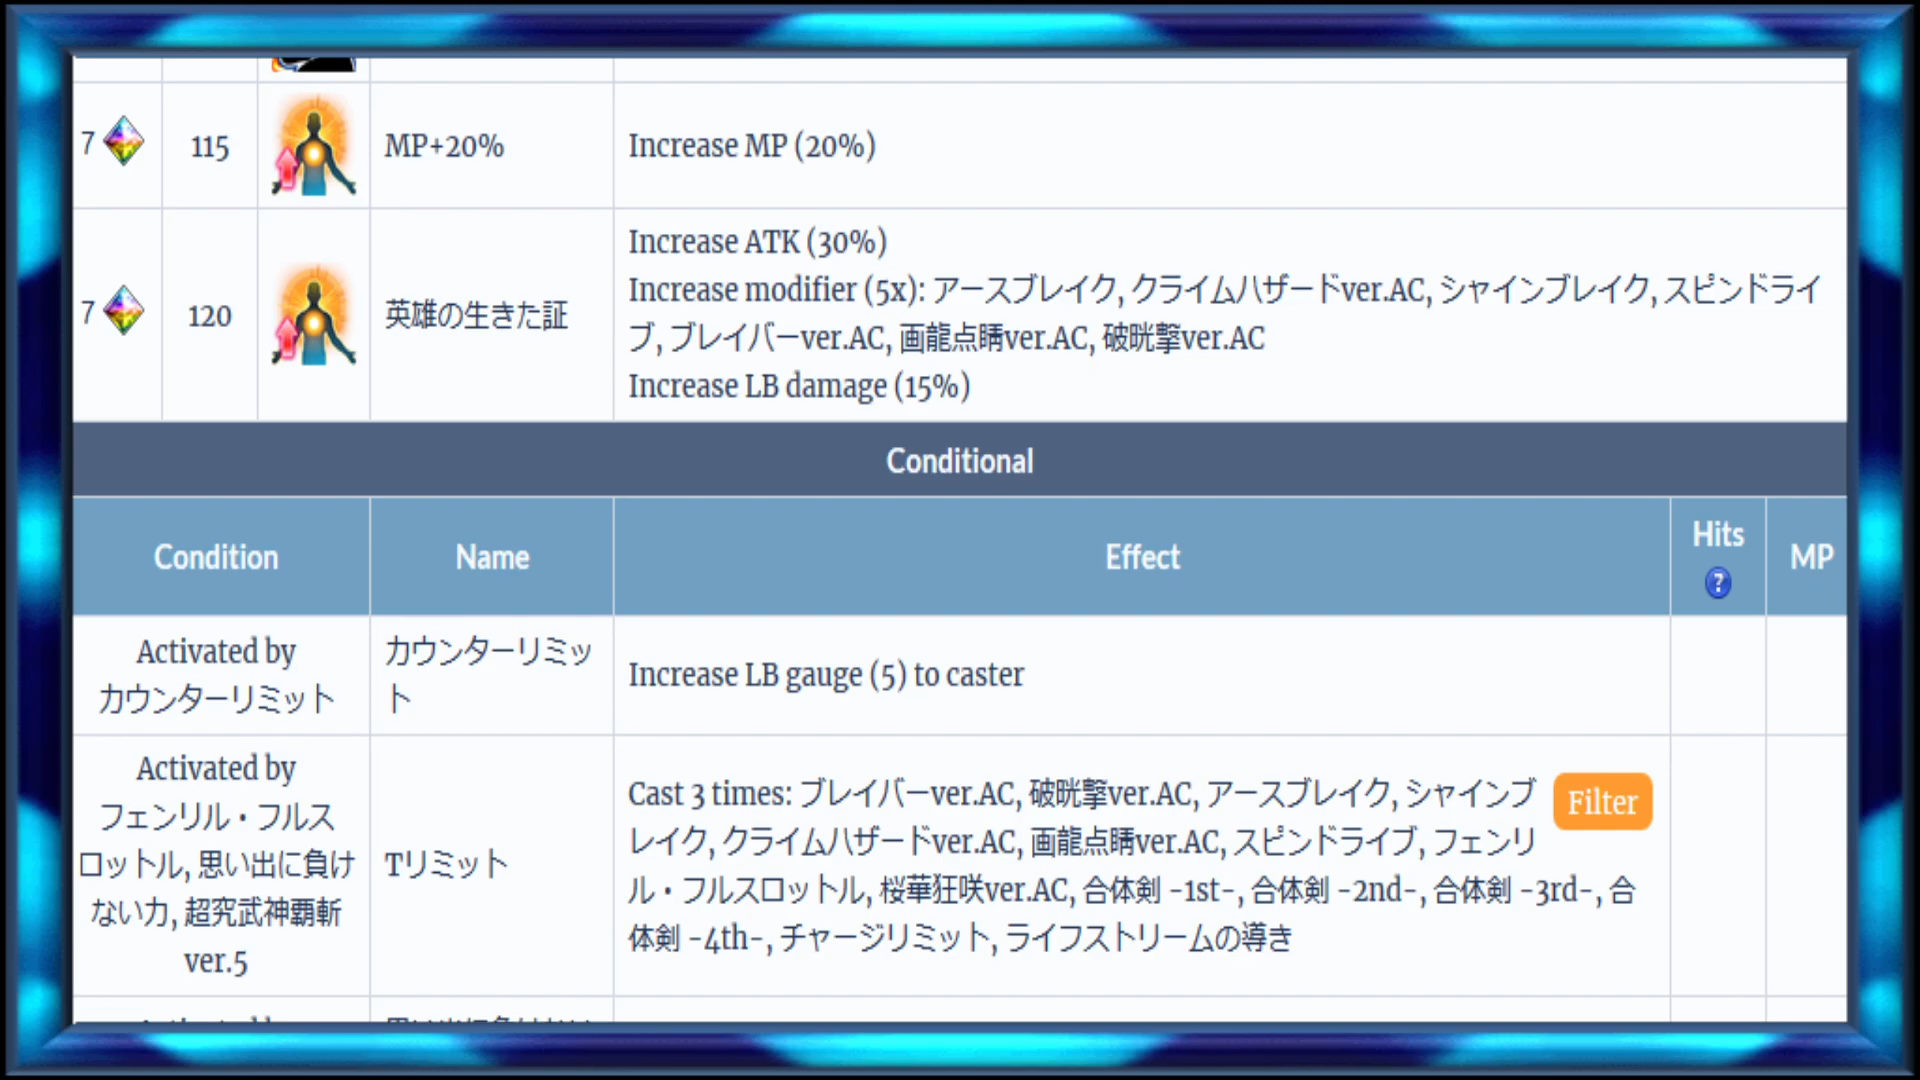 7 115 MP+20% Increase MP (20%)
Increase ATK (30%)
7 120 英雄の生きた証 Increase modifier (5x): アースブレイク, クライムハザードver.AC, シャインブレイク, スピンドライ
ブ, ブレイバーver.AC, 画龍点睛ver.AC, 破晄撃ver.AC
Increase LB damage (15%)
Conditional
Condition Name Effect Hits ? MP
Activated by
カウンターリミット
カウンターリミッ
ト
Increase LB gauge (5) to caster
Activated by
フェンリル・フルス
ロットル, 思い出に負け
ない力, 超究武神覇斬
ver.5
Tリミット
Cast 3 times: ブレイバーver.AC, 破晄撃ver.AC, アースブレイク, シャインブ
レイク, クライムハザードver.AC, 画龍点睛ver.AC, スピンドライブ, フェンリ
ル・フルスロットル, 桜華狂咲ver.AC, 合体剣 -1st-, 合体剣 -2nd-, 合体剣 -3rd-, 合
体剣 -4th-, チャージリミット, ライフストリームの導き
Filter